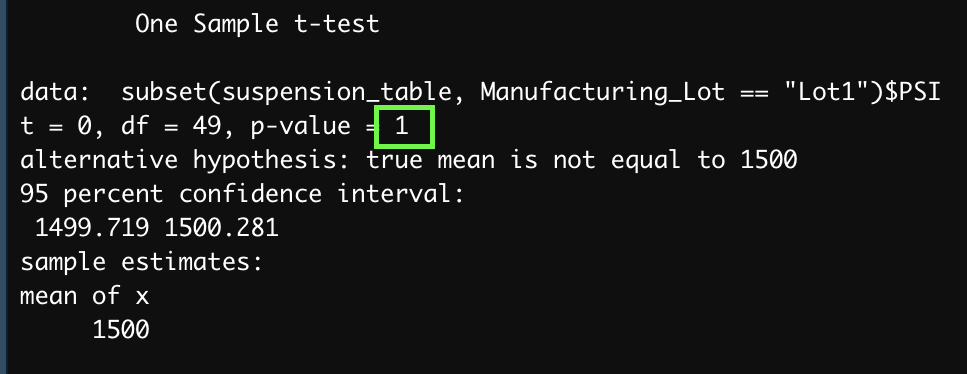 One Sample t-test
data:  subset(suspension_table, Manufacturing_Lot == "Lot1")$PSI
t = 0, df = 49, p-value = 1
alternative hypothesis: true mean is not equal to 1500
95 percent confidence interval:
1499.719 1500.281
sample estimates:
mean of x
1500